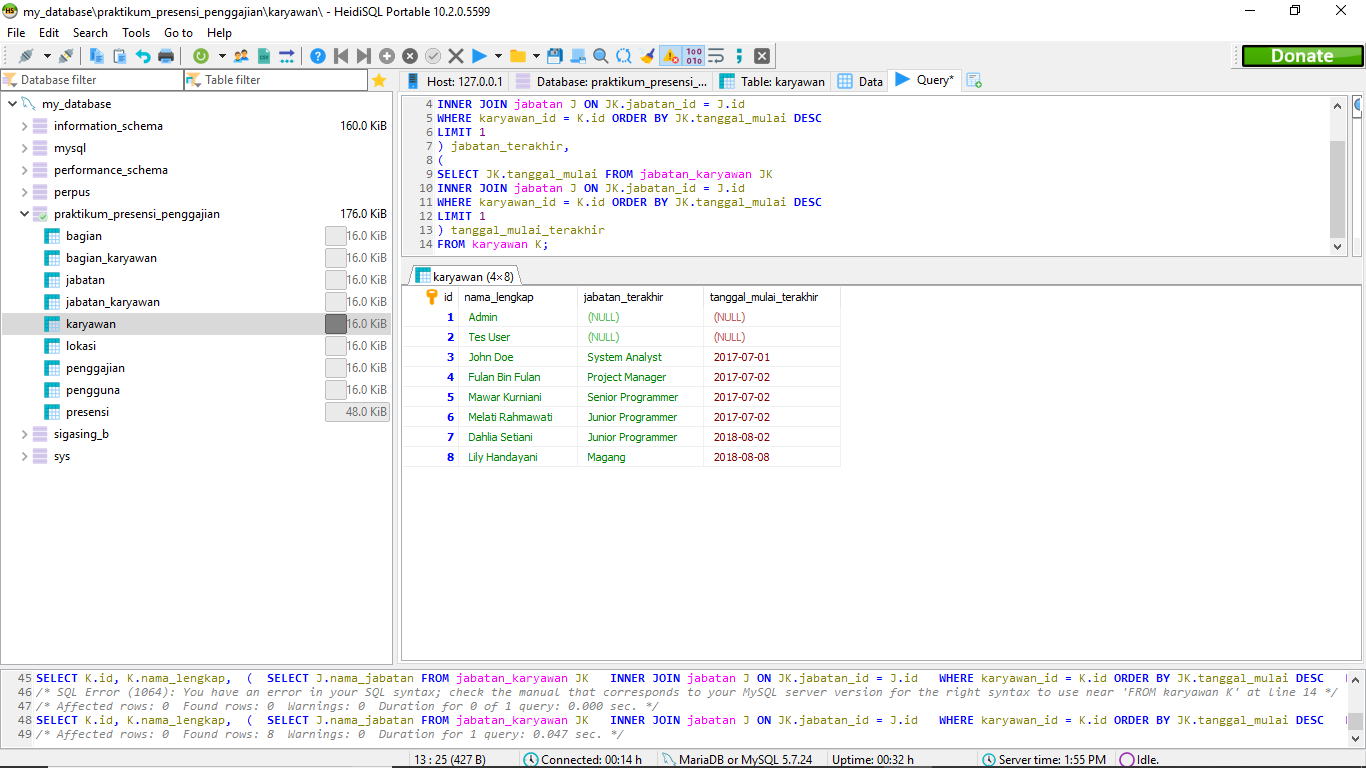 my_database\praktikum_presensi_penggajian\karyawan\ - HeidiSQL Portable 10.2.0.5599
File Edit Search Tools Go to Help
Donate
Database filter Table filter
Host: 127.0.0.1 Database: praktikum_presensi_... Table: karyawan Data Query*
my_database
information_schema 160.0 KiB
mysql
performance_schema
perpus
praktikum_presensi_penggajian 176.0 KiB
bagian 16.0 KiB
bagian_karyawan 16.0 KiB
jabatan 16.0 KiB
jabatan_karyawan 16.0 KiB
karyawan 16.0 KiB
lokasi 16.0 KiB
penggajian 16.0 KiB
pengguna 16.0 KiB
presensi 48.0 KiB
sigasing_b
sys
4 INNER JOIN jabatan J ON JK.jabatan_id = J.id
5 WHERE karyawan_id = K.id ORDER BY JK.tanggal_mulai DESC
6 LIMIT 1
7 ) jabatan_terakhir,
8 (
9 SELECT JK.tanggal_mulai FROM jabatan_karyawan JK
10 INNER JOIN jabatan J ON JK.jabatan_id = J.id
11 WHERE karyawan_id = K.id ORDER BY JK.tanggal_mulai DESC
12 LIMIT 1
13 ) tanggal_mulai_terakhir
14 FROM karyawan K;
karyawan (4×8)
id nama_lengkap jabatan_terakhir tanggal_mulai_terakhir
1 Admin (NULL) (NULL)
2 Tes User (NULL) (NULL)
3 John Doe System Analyst 2017-07-01
4 Fulan Bin Fulan Project Manager 2017-07-02
5 Mawar Kurniani Senior Programmer 2017-07-02
6 Melati Rahmawati Junior Programmer 2017-07-02
7 Dahlia Setiani Junior Programmer 2018-08-02
8 Lily Handayani Magang 2018-08-08
45 SELECT K.id, K.nama_lengkap, ( SELECT J.nama_jabatan FROM jabatan_karyawan JK INNER JOIN jabatan J ON JK.jabatan_id = J.id WHERE karyawan_id = K.id ORDER BY JK.tanggal_mulai DESC
46 /* SQL Error (1064): You have an error in your SQL syntax; check the manual that corresponds to your MySQL server version for the right syntax to use near 'FROM karyawan K' at line 14 */
47 /* Affected rows: 0 Found rows: 0 Warnings: 0 Duration for 0 of 1 query: 0.000 sec. */
48 SELECT K.id, K.nama_lengkap, ( SELECT J.nama_jabatan FROM jabatan_karyawan JK INNER JOIN jabatan J ON JK.jabatan_id = J.id WHERE karyawan_id = K.id ORDER BY JK.tanggal_mulai DESC
49 /* Affected rows: 0 Found rows: 8 Warnings: 0 Duration for 1 query: 0.047 sec. */
13 : 25 (427 B) Connected: 00:14 h MariaDB or MySQL 5.7.24 Uptime: 00:32 h Server time: 1:55 PM Idle.